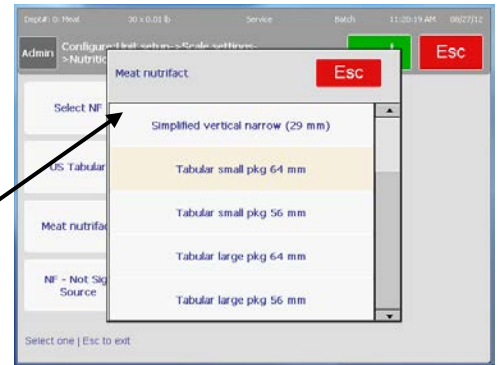 Dept#: 0: Meat 30 x 0.01 lb Service Batch 11:20:19 AM 08/27/12
Admin
Configure:Unit setup->Scale settings-
>Nutritio
Esc
Meat nutrifact
Esc
Select NF
Simplified vertical narrow (29 mm)
US Tabular
Tabular small pkg 64 mm
Tabular small pkg 56 mm
Meat nutrifac
Tabular large pkg 64 mm
NF - Not Sig
Source
Tabular large pkg 56 mm
Select one | Esc to exit